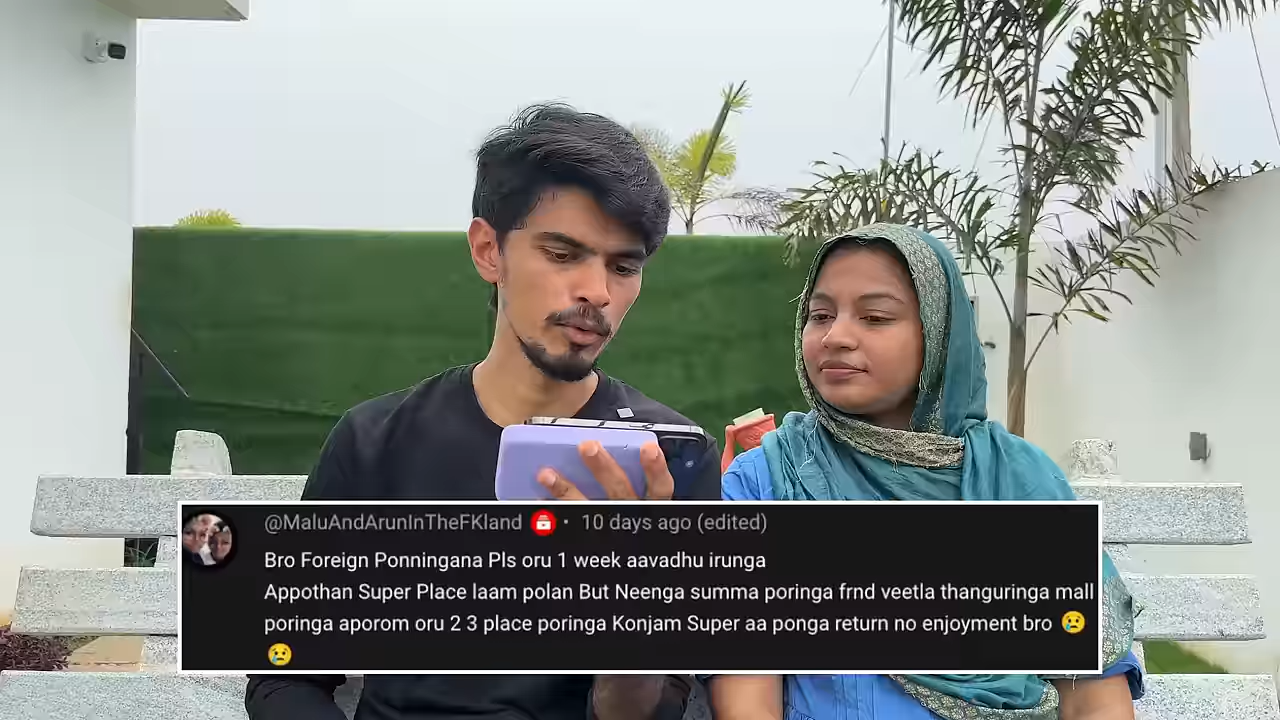 @MaluAndArunInTheFKland • 10 days ago (edited)
Bro Foreign Ponningana Pls oru 1 week aavadhu irunga
Appothan Super Place laam polan But Neenga summa poringa frnd veetla thanguringa mall
poringa aporom oru 2 3 place poringa Konjam Super aa ponga return no enjoyment bro 😢
😢